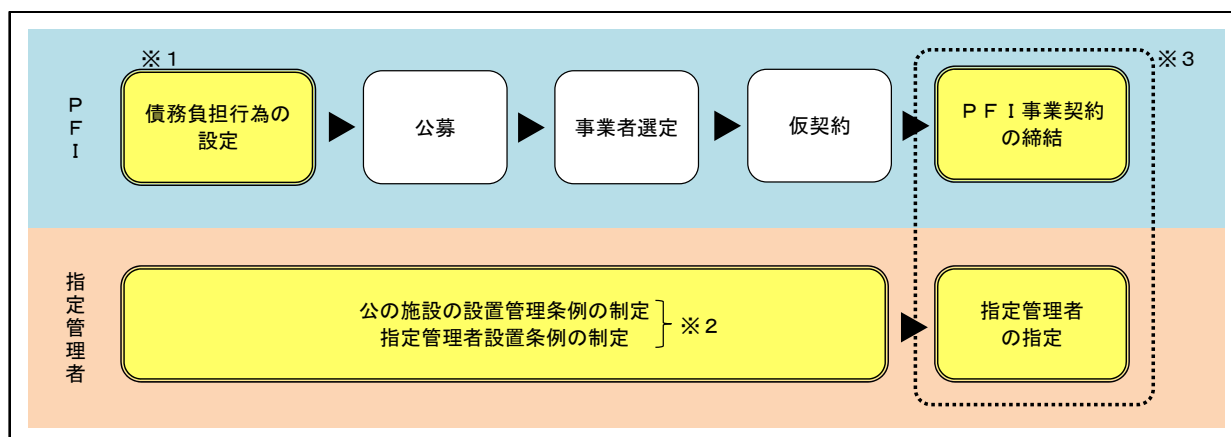 ※１
※３
ＰＦＩ
債務負担行為の
設定
公募
事業者選定
仮契約
ＰＦＩ事業契約
の締結
指定管理者
公の施設の設置管理条例の制定
指定管理者設置条例の制定
※２
指定管理者
の指定